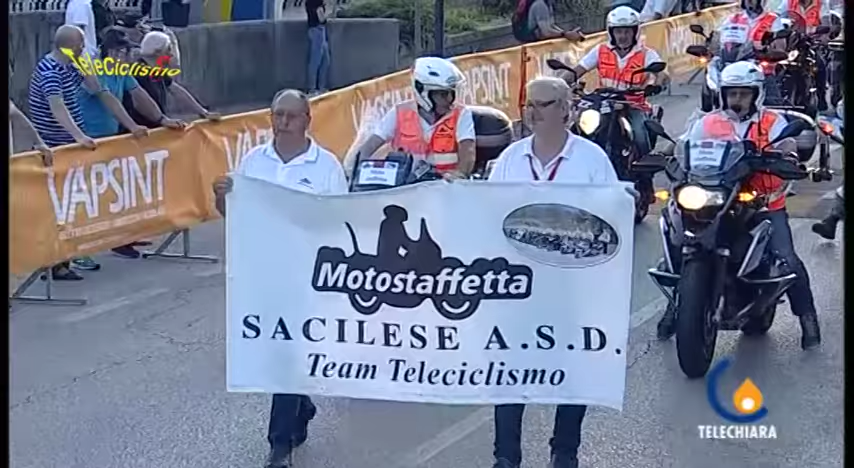 TeleCiclismo
VAPSINT
VAPSINT
VAPSINT
Motostaffetta
SACILESE A.S.D.
Team Teleciclismo
TELECHIARA